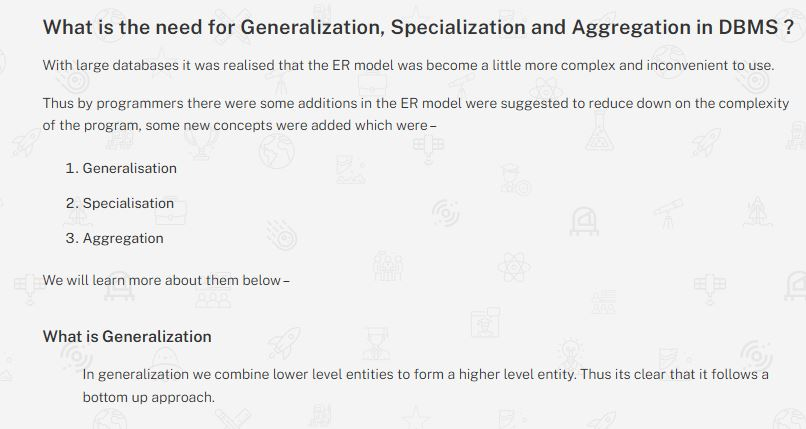 What is the need for Generalization, Specialization and Aggregation in DBMS ?
With large databases it was realised that the ER model was become a little more complex and inconvenient to use.
Thus by programmers there were some additions in the ER model were suggested to reduce down on the complexity
of the program, some new concepts were added which were –
1. Generalisation
2. Specialisation
3. Aggregation
We will learn more about them below –
What is Generalization
In generalization we combine lower level entities to form a higher level entity. Thus its clear that it follows a
bottom up approach.